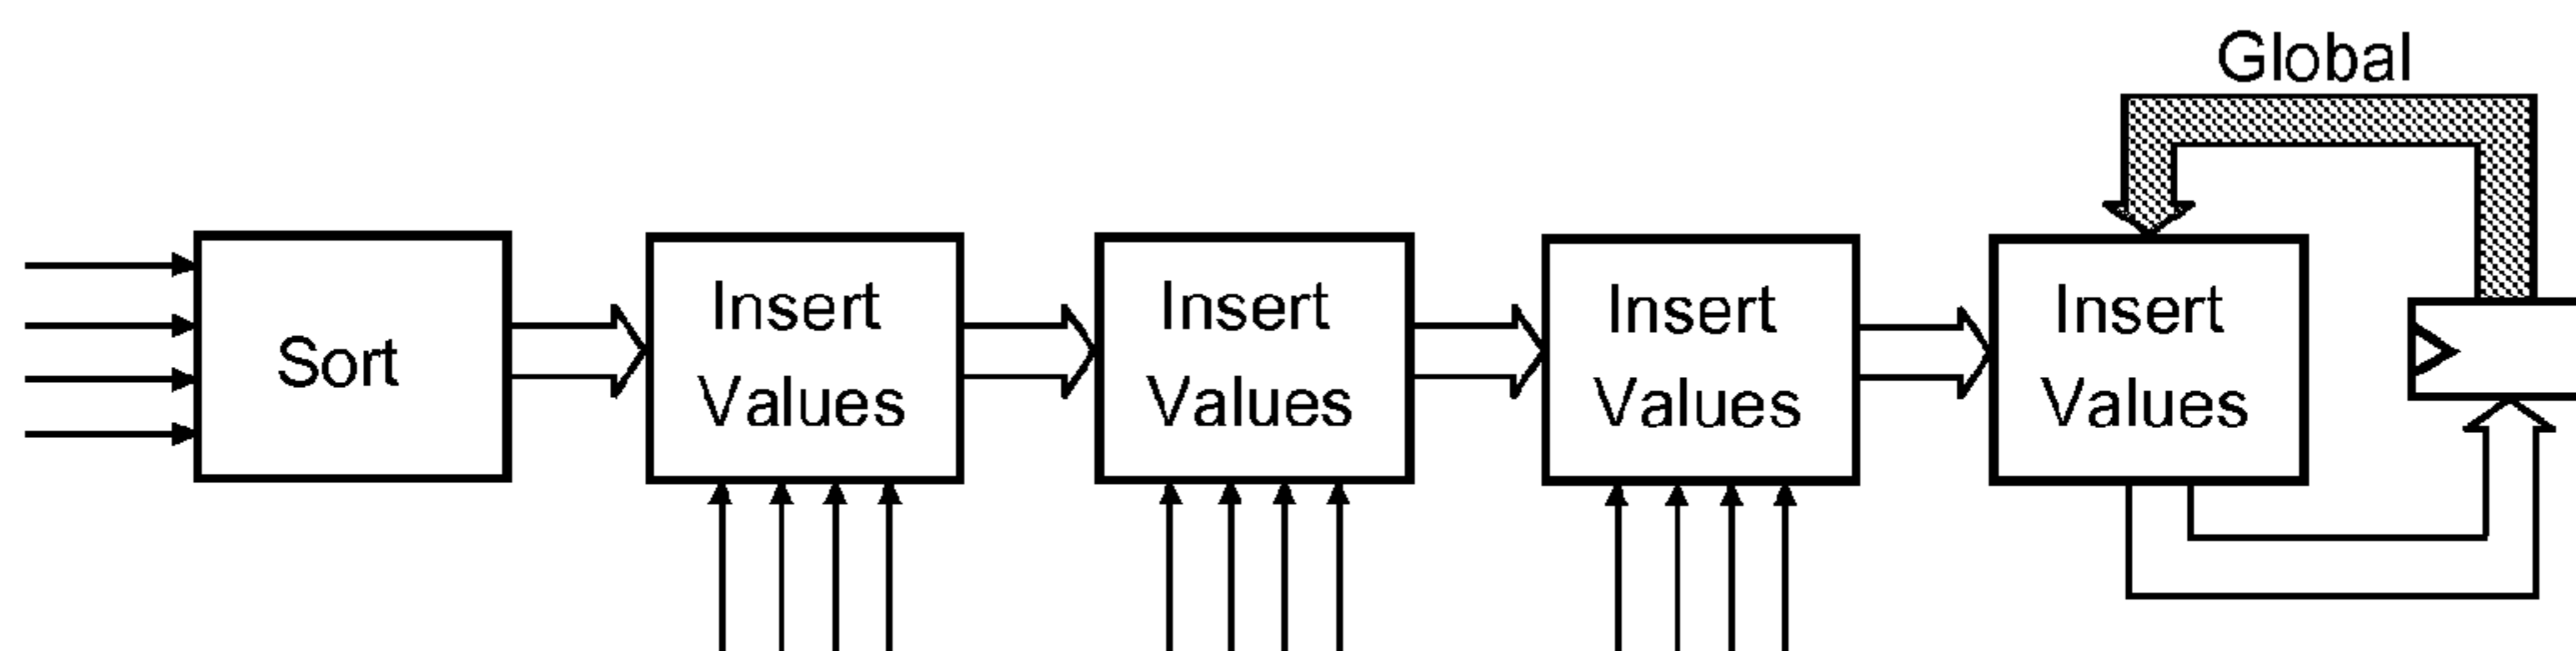 Global
Sort
Insert
Values
Insert
Values
Insert
Values
Insert
Values